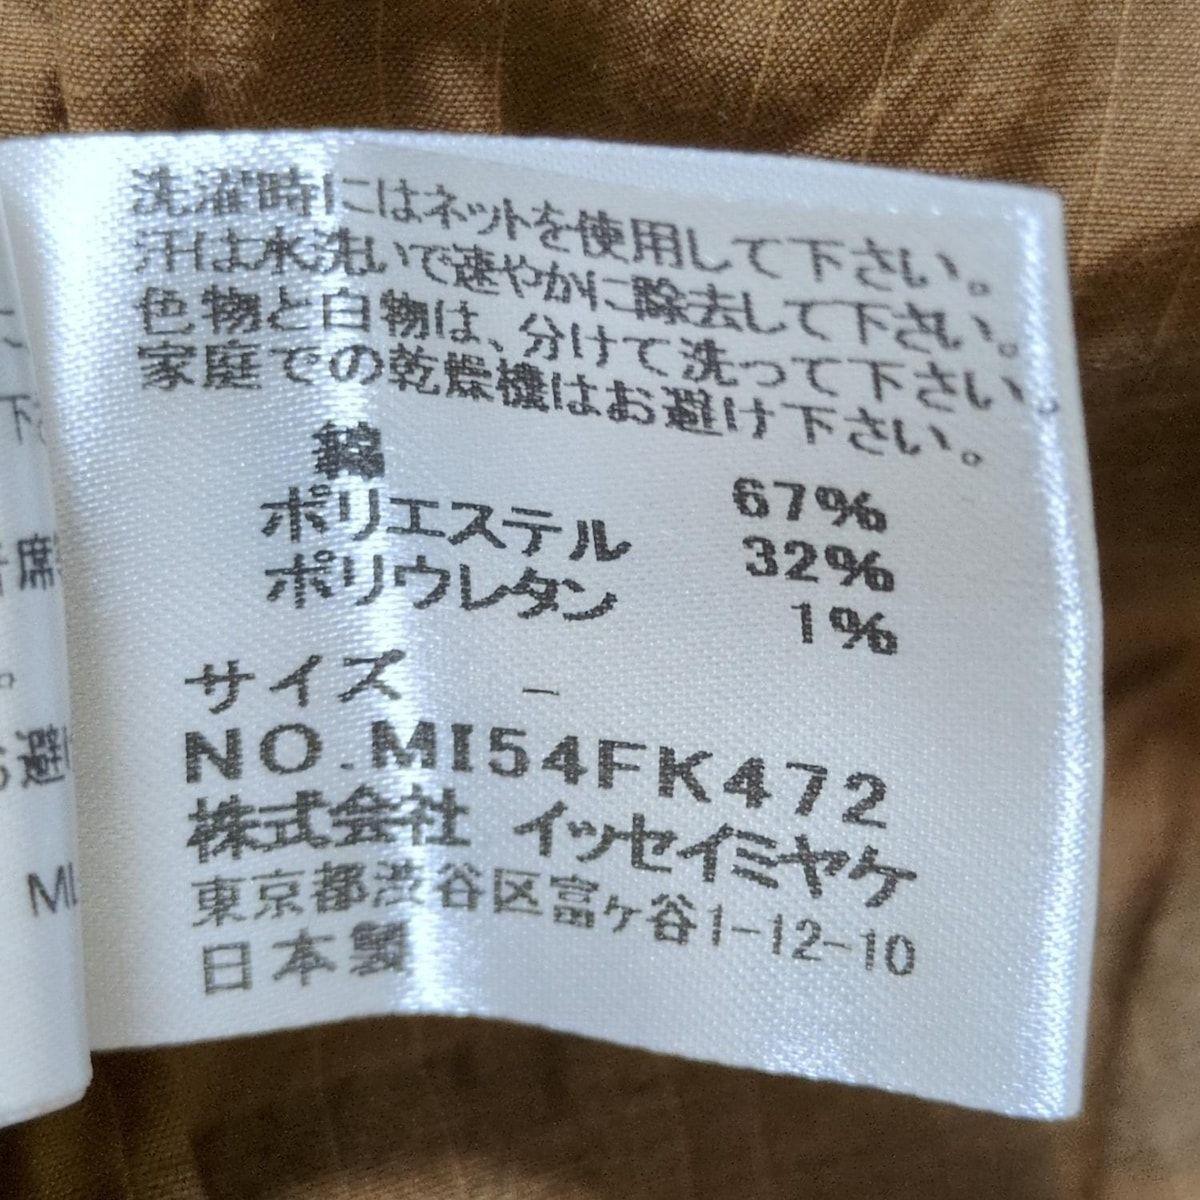 洗濯時にはネットを使用して下さい。
汗は水洗いで速やかに除去して下さい。
色物と白物は、分けて洗って下さい。
家庭での乾燥機はお避け下さい。
綿 67%
ポリエステル 32%
ポリウレタン 1%
サイズ -
NO.MI54FK472
株式会社 イッセイミヤケ
東京都渋谷区富ヶ谷1-12-10
日本製